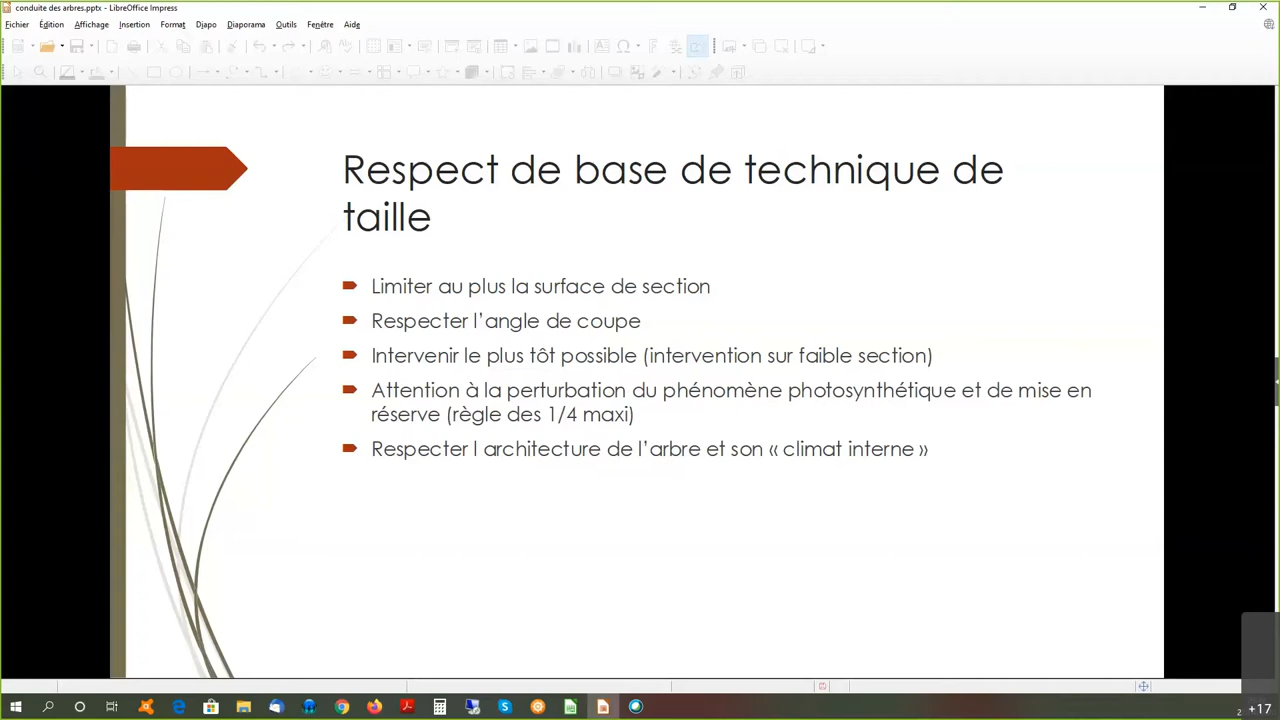 conduite des arbres.pptx - LibreOffice Impress
Fichier Édition Affichage Insertion Format Diapo Diaporama Outils Fenêtre Aide
Respect de base de technique de
taille
Limiter au plus la surface de section
Respecter l’angle de coupe
Intervenir le plus tôt possible (intervention sur faible section)
Attention à la perturbation du phénomène photosynthétique et de mise en
réserve (règle des 1/4 maxi)
Respecter l architecture de l’arbre et son « climat interne »
2 +17